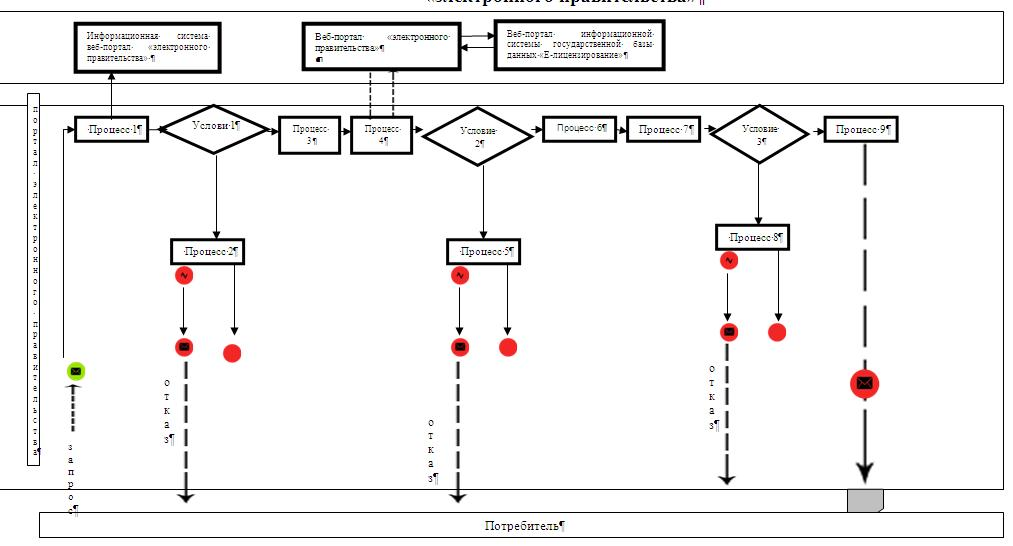 «электронного правительства»¶
Информационная система·
веб-портал· «электронного·
правительства»·¶
Веб-портал· «электронного·
правительства»¶
¶
Веб-портал· информационной·
системы· государственной· базы·
данных·«Е-лицензирование»¶
портал·электронного·правительства¶
·Процесс·1¶
Услови·1¶
Процесс·
3¶
Процесс·
4¶
Условие·
2¶
Процесс·6¶
Процесс·7¶
Условие·
3¶
Процесс·9¶
·Процесс·2¶
·Процесс·5¶
·Процесс·8¶
отказ¶
отказ¶
отказ¶
запрос¶
Потребитель¶